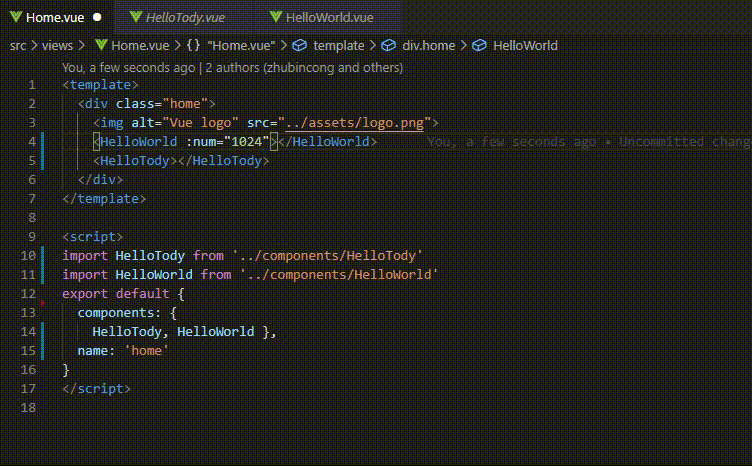 Home.vue HelloTody.vue HelloWorld.vue
src > views > Home.vue > {} "Home.vue" > template > div.home > HelloWorld
You, a few seconds ago | 2 authors (zhubincong and others)
1 <template>
2 <div class="home">
3 <img alt="Vue logo" src="../assets/logo.png">
4 <HelloWorld :num="1024"></HelloWorld> You, a few seconds ago • Uncommitted chang
5 <HelloTody></HelloTody>
6 </div>
7 </template>
8
9 <script>
10 import HelloTody from '../components/HelloTody'
11 import HelloWorld from '../components/HelloWorld'
12 export default {
13 components: {
14 HelloTody, HelloWorld },
15 name: 'home'
16 }
17 </script>
18